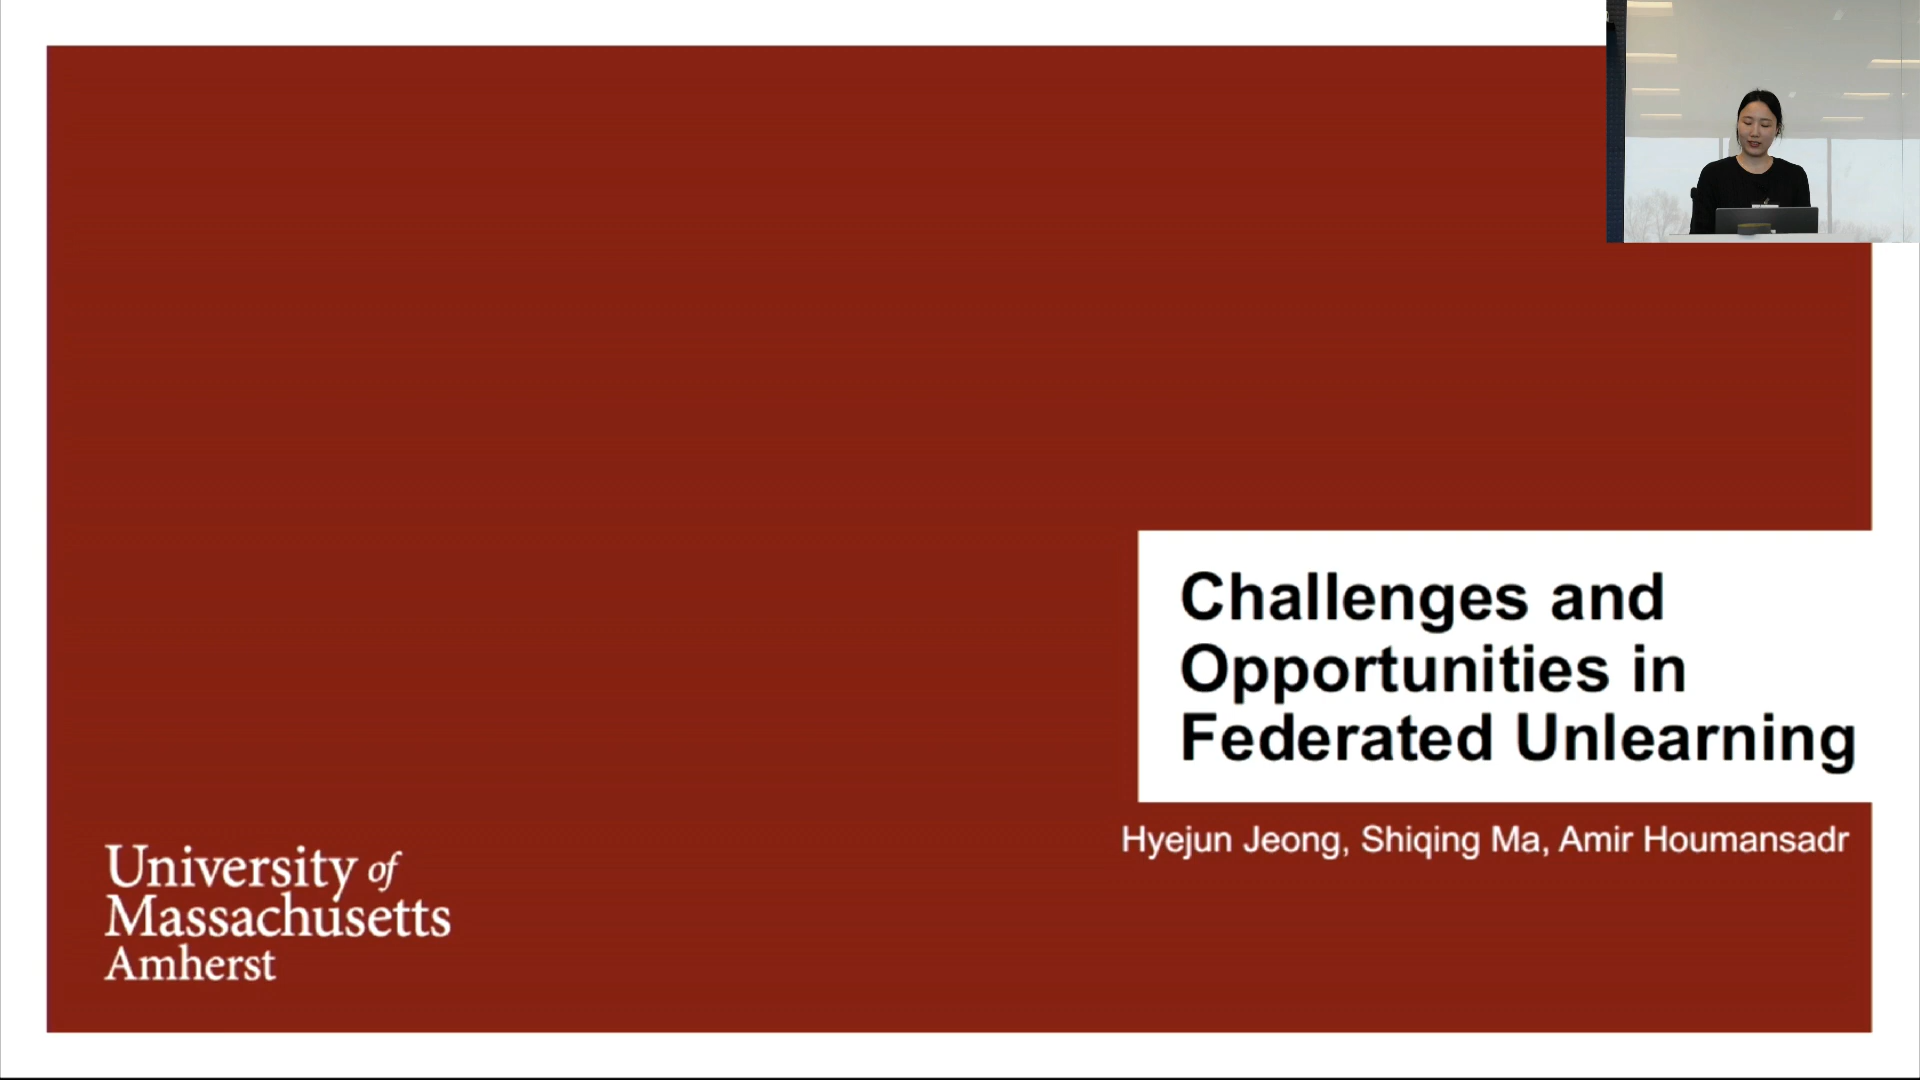 Challenges and
Opportunities in
Federated Unlearning
Hyejun Jeong, Shiqing Ma, Amir Houmansadr
University of
Massachusetts
Amherst